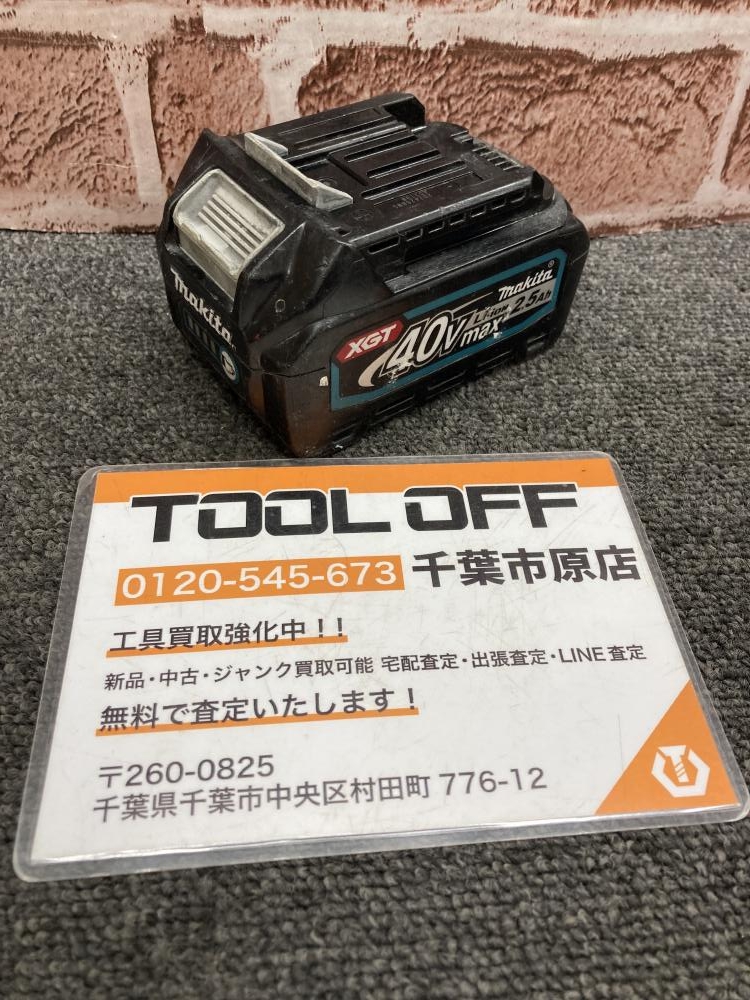 makita
XGT
40Vmax
Li-ion
2.5Ah
makita
TOOL OFF
0120-545-673
千葉市原店
工具買取強化中!!
新品・中古・ジャンク買取可能 宅配査定・出張査定・LINE査定
無料で査定いたします!
〒260-0825
千葉県千葉市中央区村田町 776-12